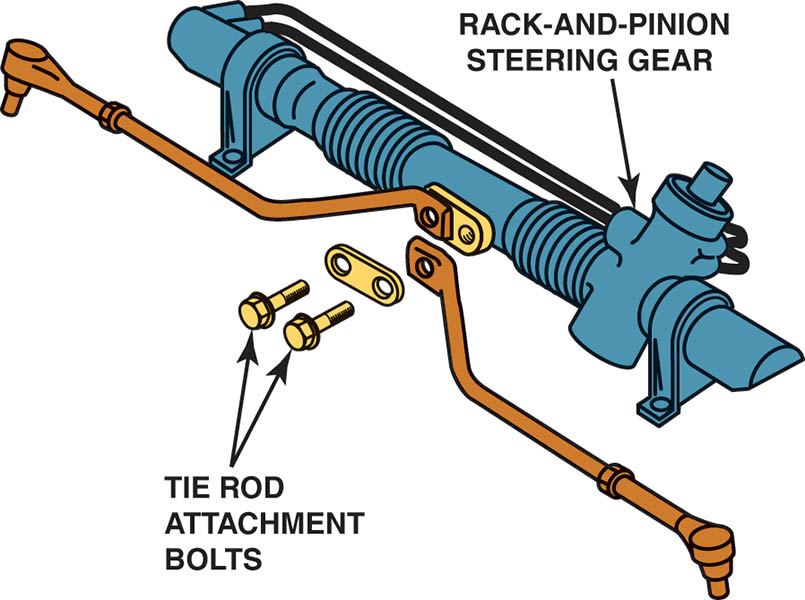 RACK-AND-PINION
STEERING GEAR
TIE ROD
ATTACHMENT
BOLTS